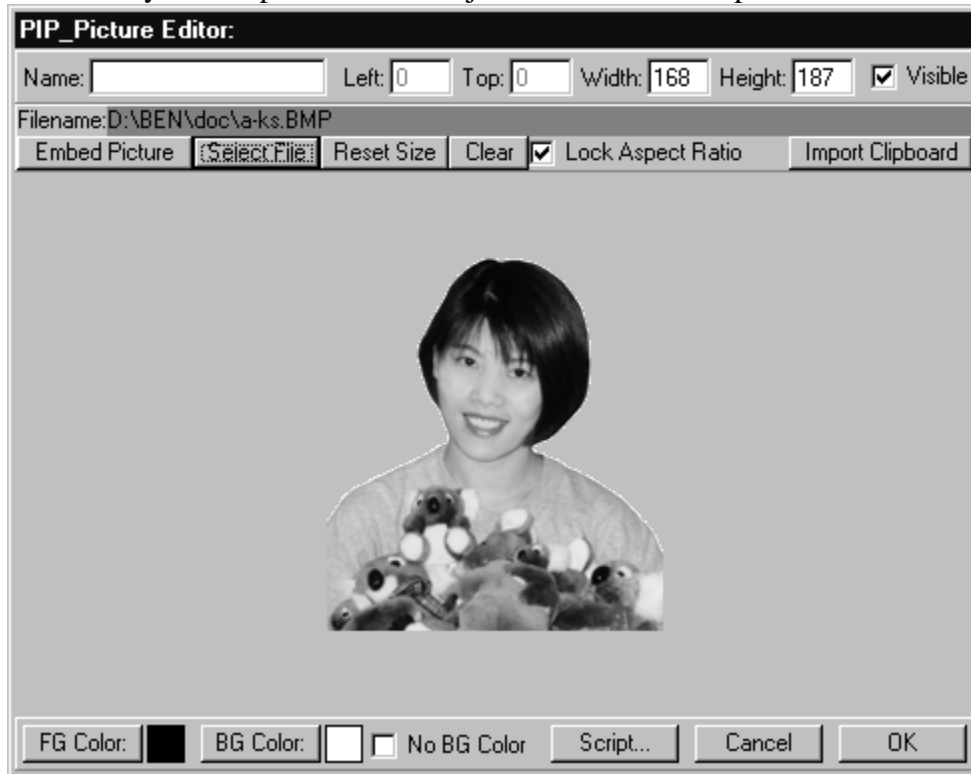 PIP_Picture Editor:
Name: Left: 0 Top: 0 Width: 168 Height: 187 Visible
Filename:D:\BEN\doc\a-ks.BMP
Embed Picture Select File Reset Size Clear Lock Aspect Ratio Import Clipboard
FG Color: BG Color: No BG Color Script... Cancel OK